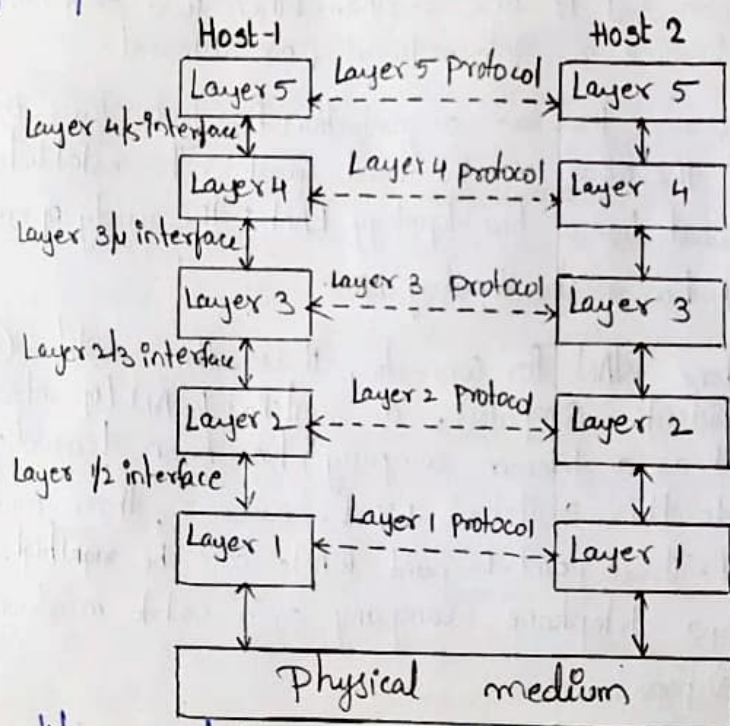 Host-1 Host 2
Layer 5 Layer 5 Protocol Layer 5
Layer 4/5 interface
Layer 4 Layer 4 protocol Layer 4
Layer 3/4 interface
Layer 3 Layer 3 protocol Layer 3
Layer 2/3 interface
Layer 2 Layer 2 protocol Layer 2
Layer 1/2 interface
Layer 1 Layer 1 protocol Layer 1
Physical medium